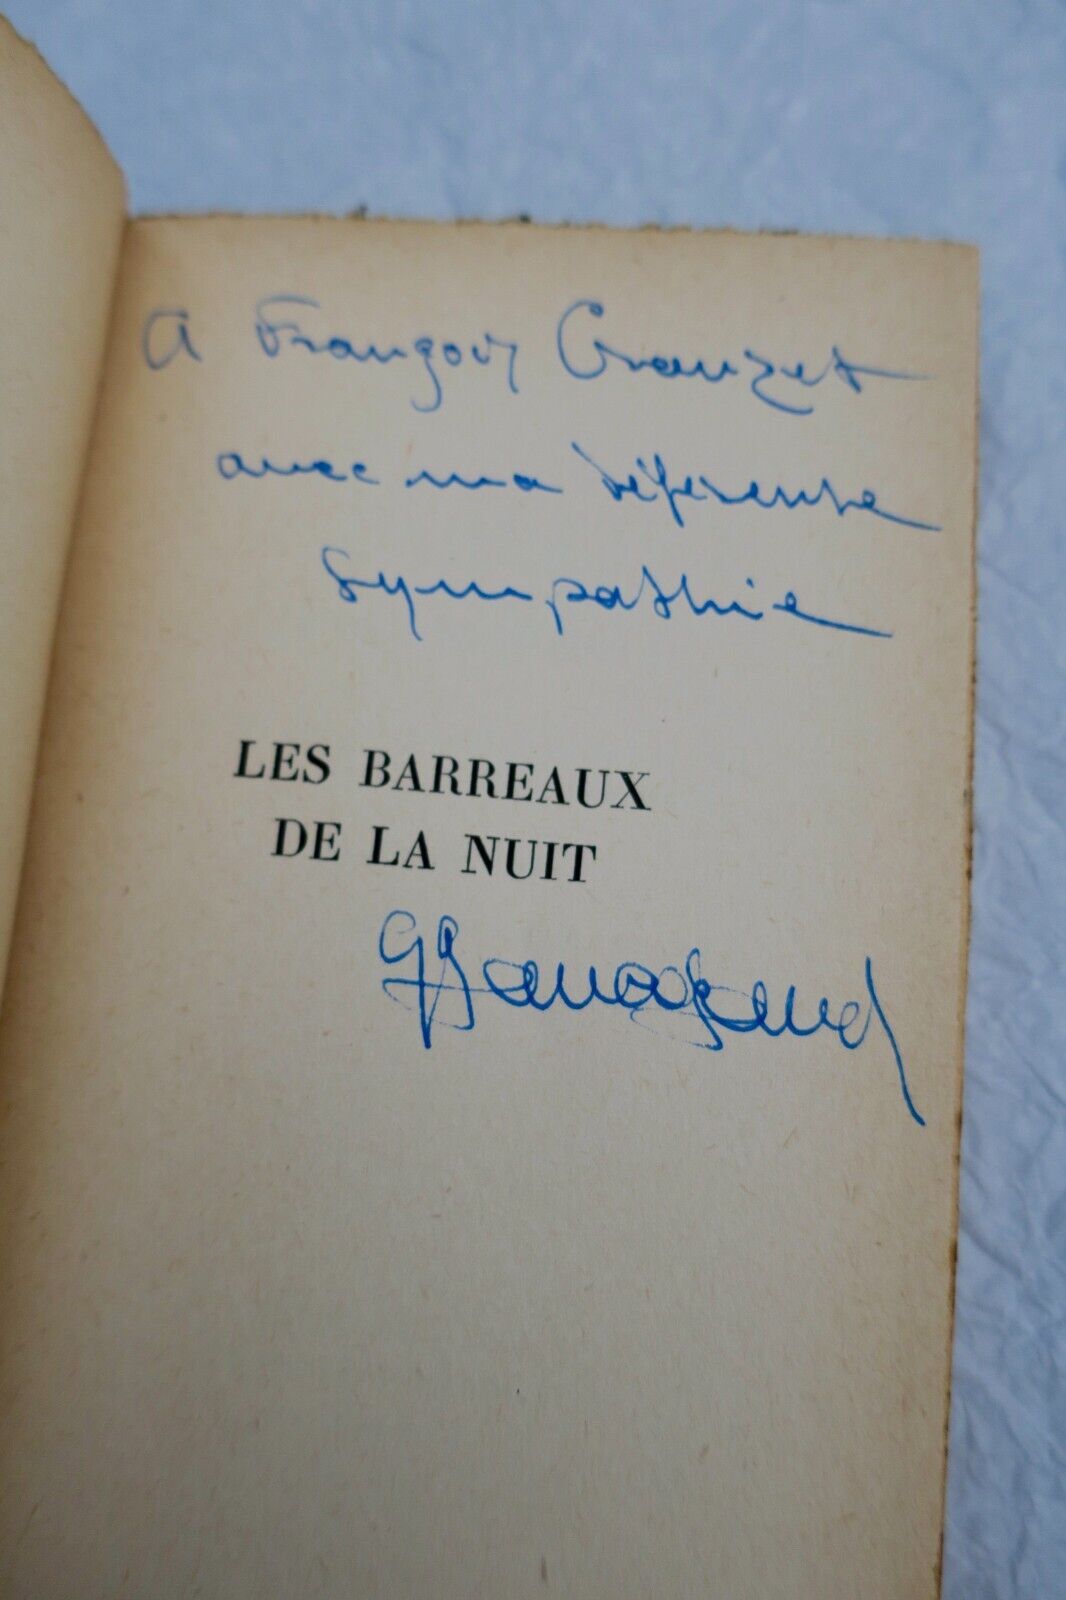 A François Crouzet
avec ma déférente
sympathie
LES BARREAUX
DE LA NUIT